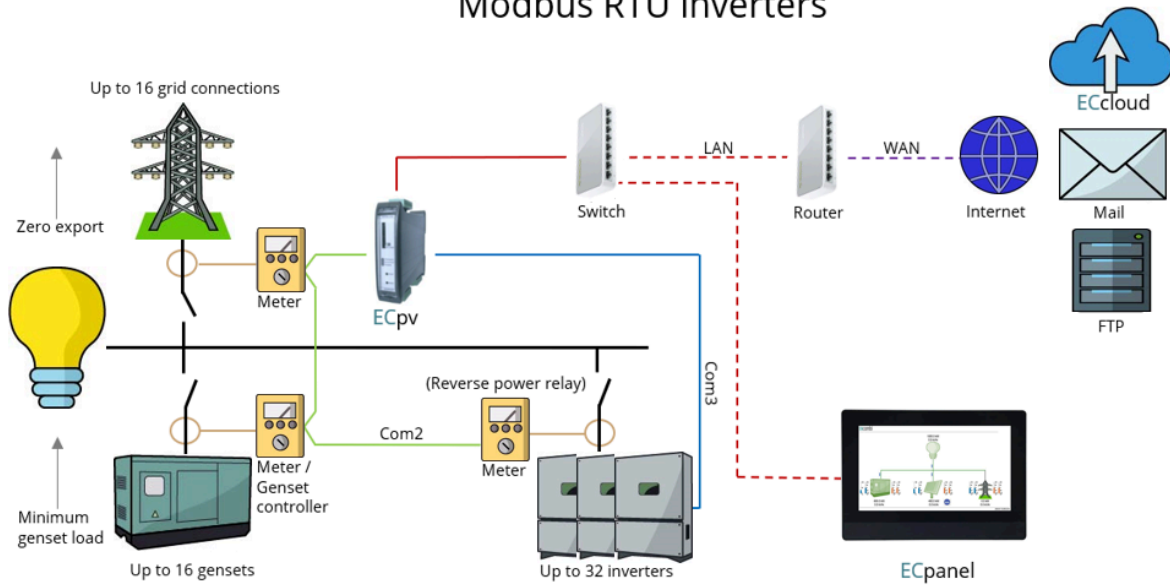 Modbus RTU Inverters
Up to 16 grid connections
ECcloud
LAN
WAN
Switch
Router
Internet
Mail
Zero export
Meter
ECpv
FTP
(Reverse power relay)
Com3
Com2
Meter /
Genset
controller
Meter
Minimum
genset load
Up to 16 gensets
Up to 32 inverters
ECpanel